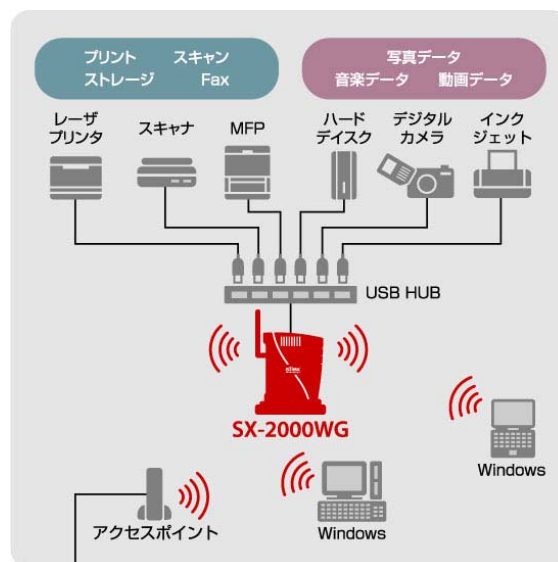 プリント スキャン
ストレージ Fax
写真データ
音楽データ 動画データ
レーザ
プリンタ
スキャナ
MFP
ハード
デイスク
デジタル
カメラ
インク
ジェット
USB HUB
SX-2000WG
Windows
アクセスポイント
Windows